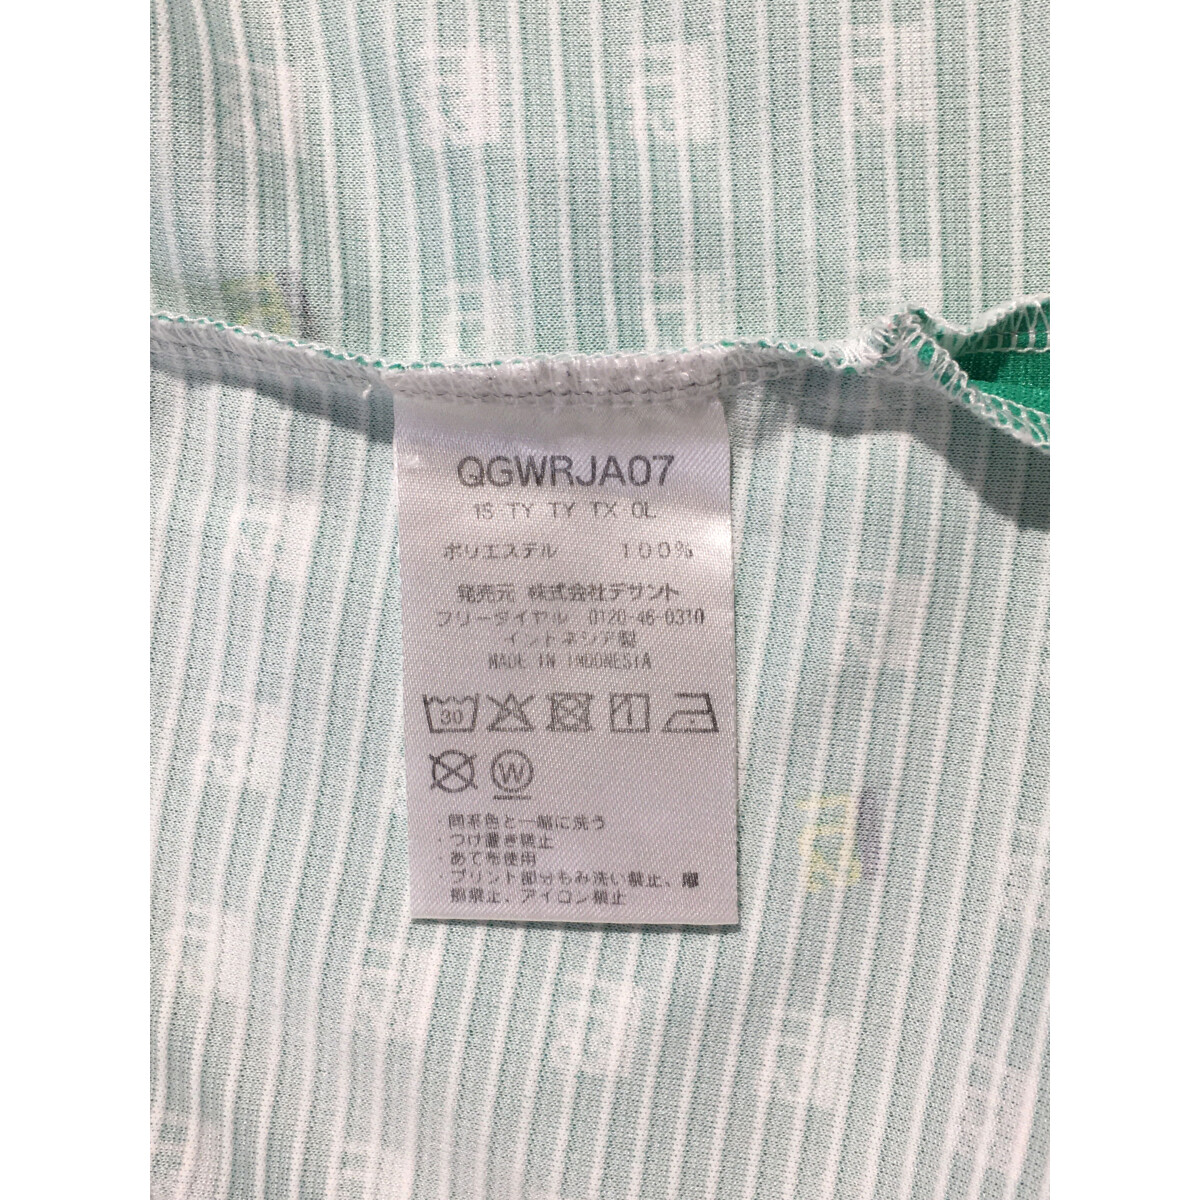 QGWRJA07
1S TY TY TX OL
ポリエステル 100%
発売元 株式会社デサント
フリーダイヤル 0120-46-0310
インドネシア製
MADE IN INDONESIA
30
W
・同系色と一緒に洗う
・つけ置き禁止
・あて布使用
・プリント部分もみ洗い禁止、摩
擦禁止、アイロン禁止